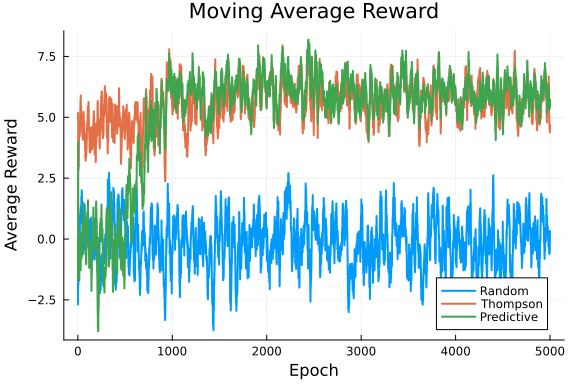 Moving Average Reward
Average Reward
7.5
5.0
2.5
0.0
−2.5
0
1000
2000
3000
4000
5000
Epoch
Random
Thompson
Predictive